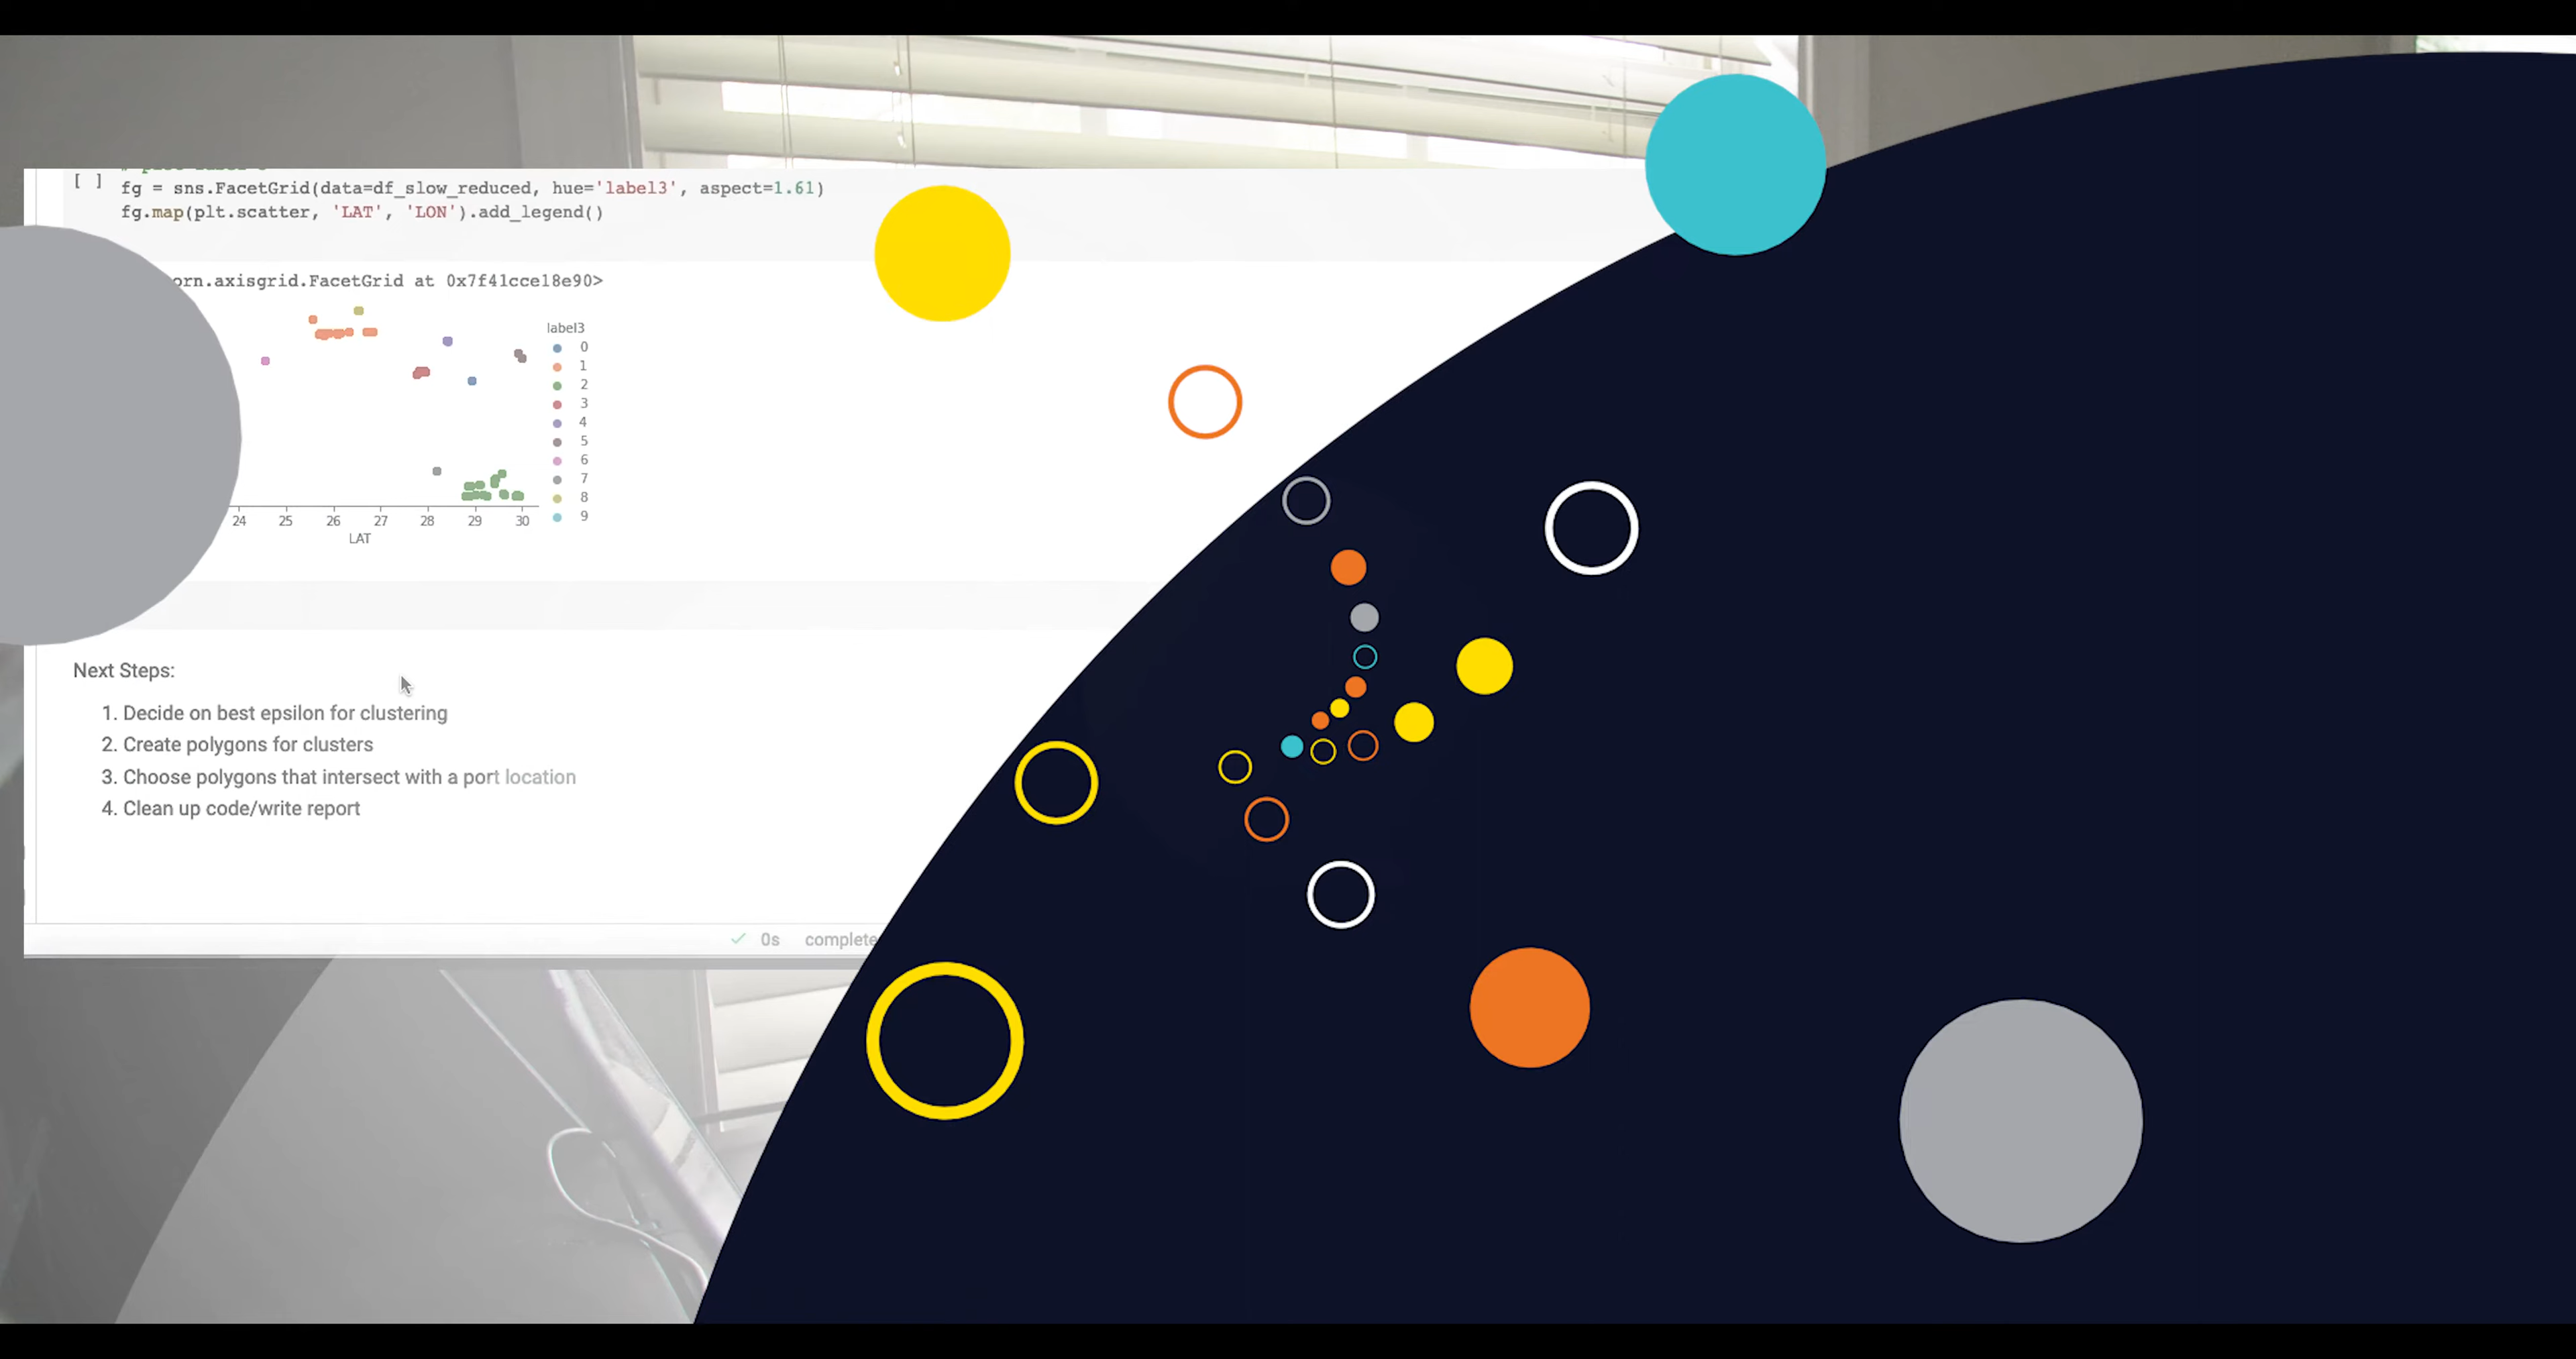 [ ] fg = sns.FacetGrid(data=df_slow_reduced, hue='label3', aspect=1.61)
fg.map(plt.scatter, 'LAT', 'LON').add_legend()
orn.axisgrid.FacetGrid at 0x7f41cce18e90>
label3
0
1
2
3
4
5
6
7
8
9
24 25 26 27 28 29 30
LAT
Next Steps:
1. Decide on best epsilon for clustering
2. Create polygons for clusters
3. Choose polygons that intersect with a port location
4. Clean up code/write report
0s complete